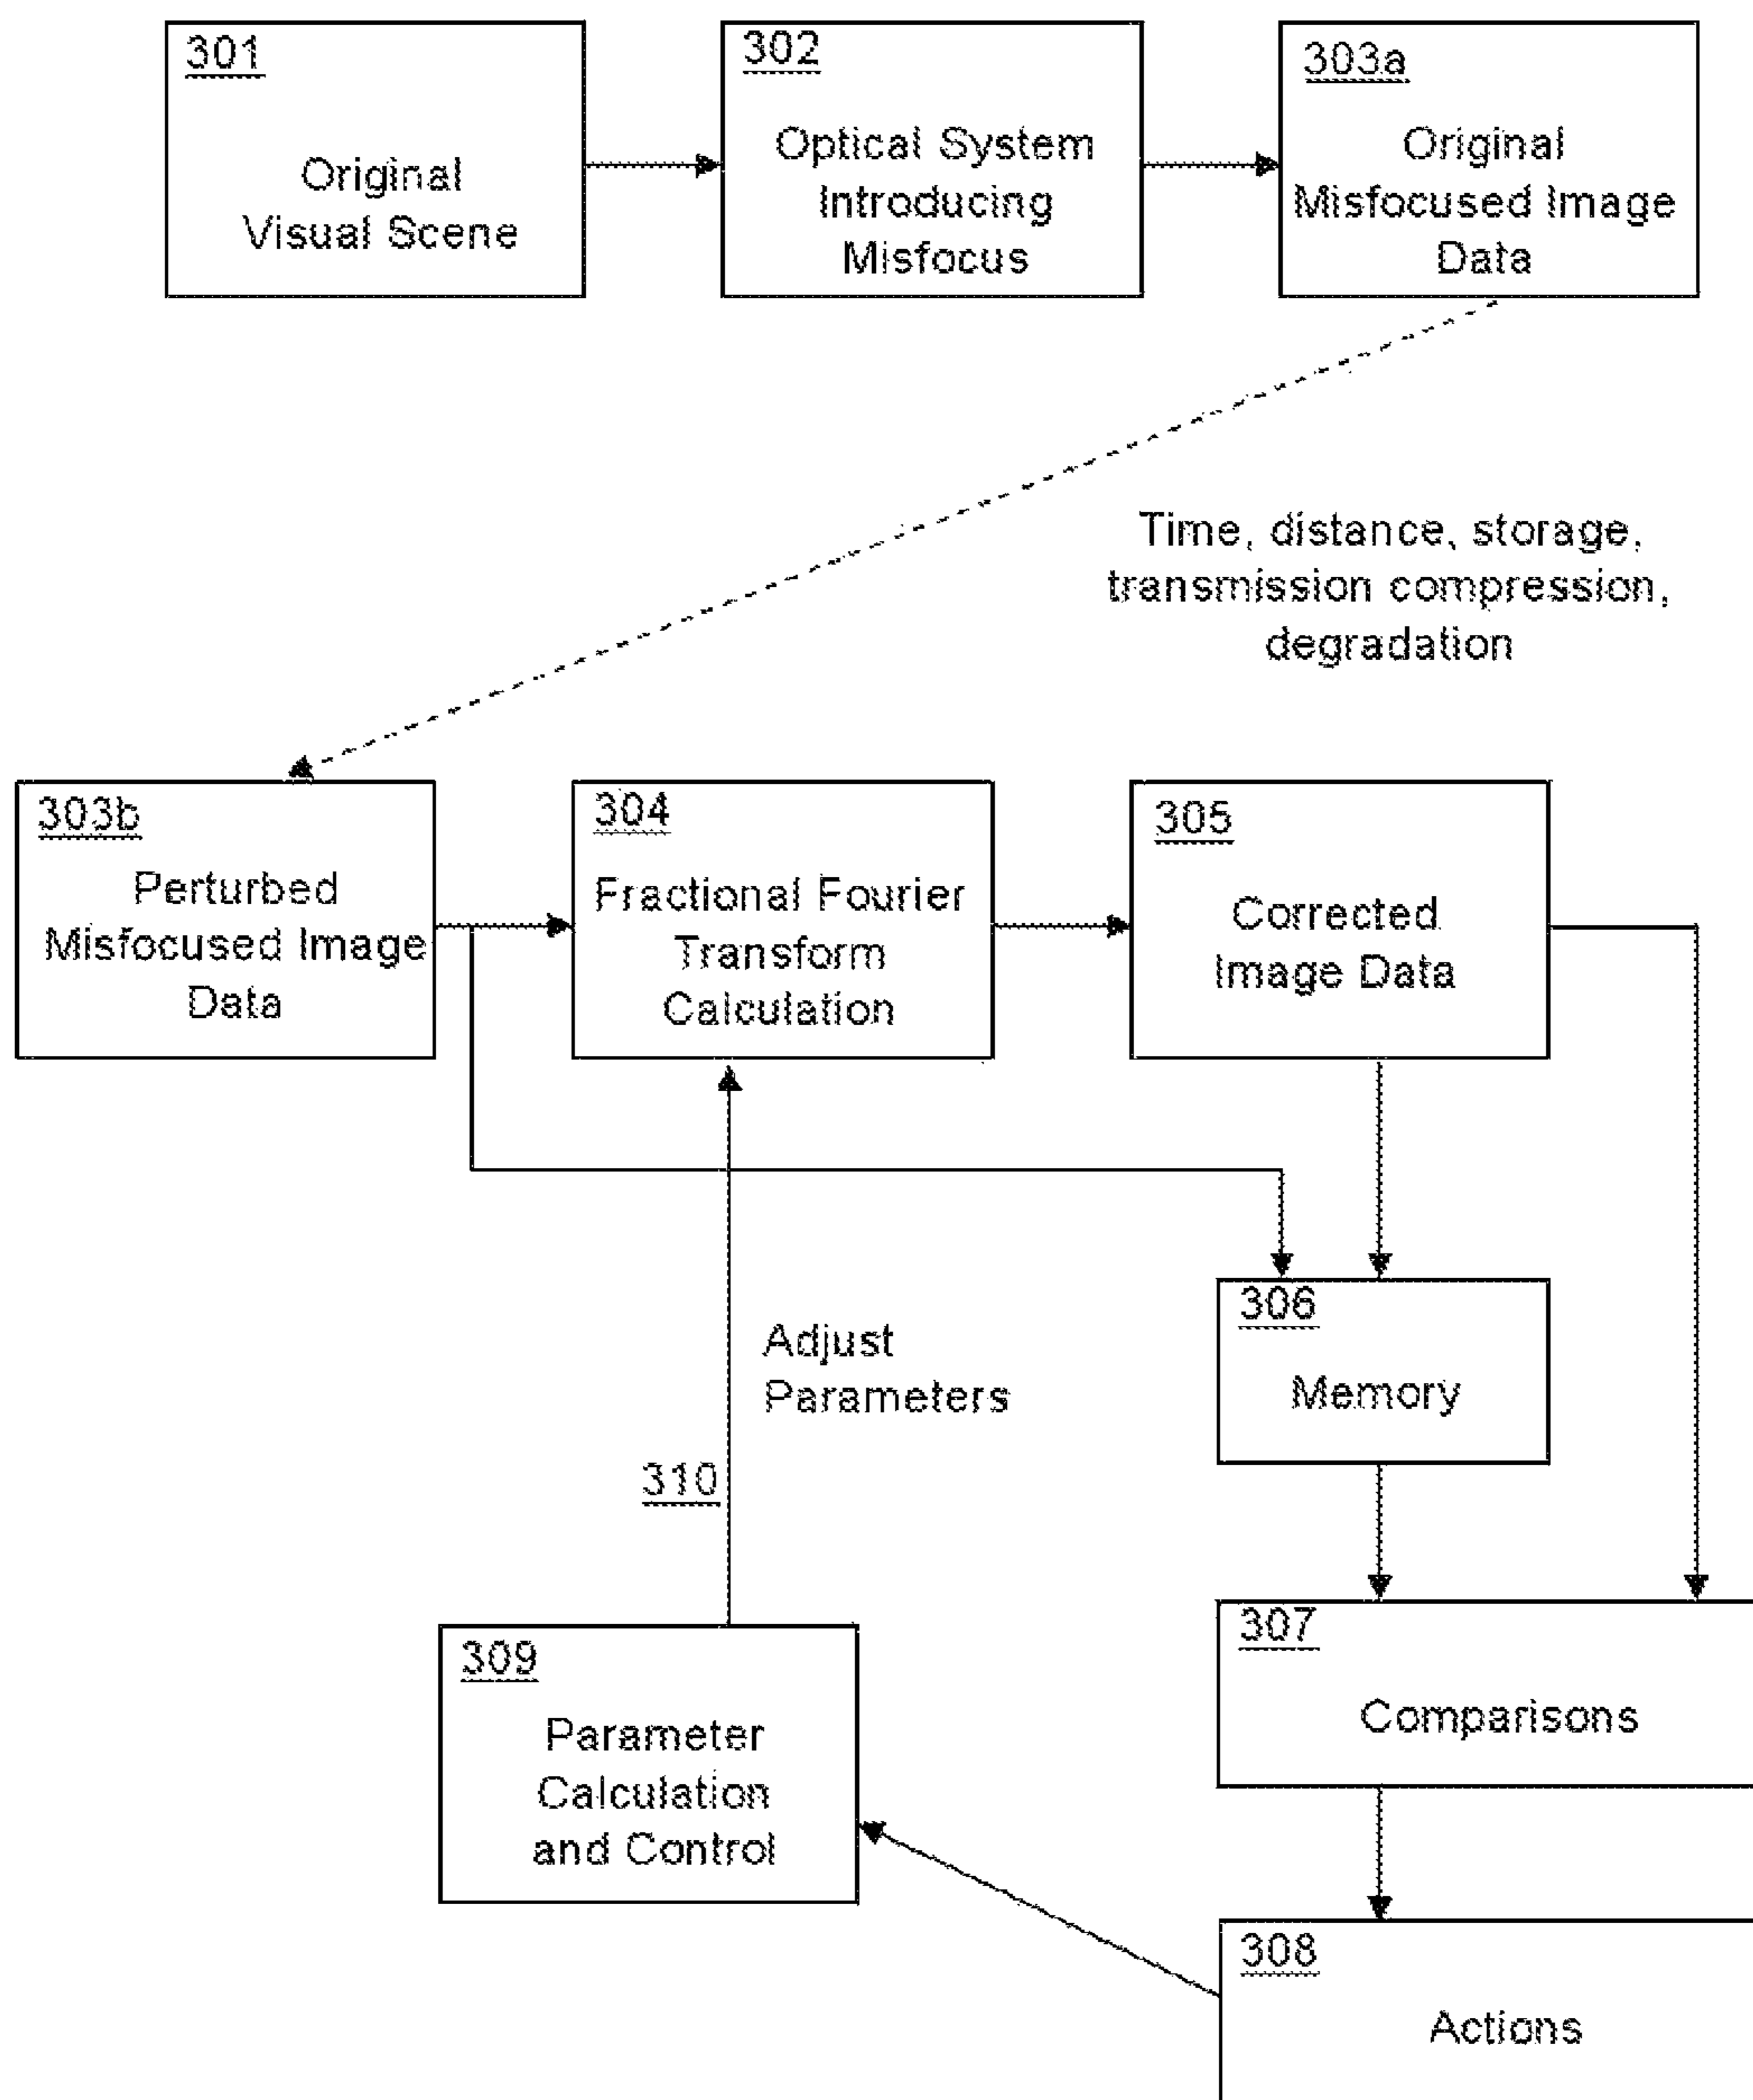 301
Original
Visual Scene
302
Optical System
Introducing
Misfocus
303a
Original
Misfocused Image
Data
Time, distance, storage,
transmission compression,
degradation
303b
Perturbed
Misfocused Image
Data
304
Fractional Fourier
Transform
Calculation
305
Corrected
Image Data
306
Memory
Adjust
Parameters
310
307
Comparisons
309
Parameter
Calculation
and Control
308
Actions